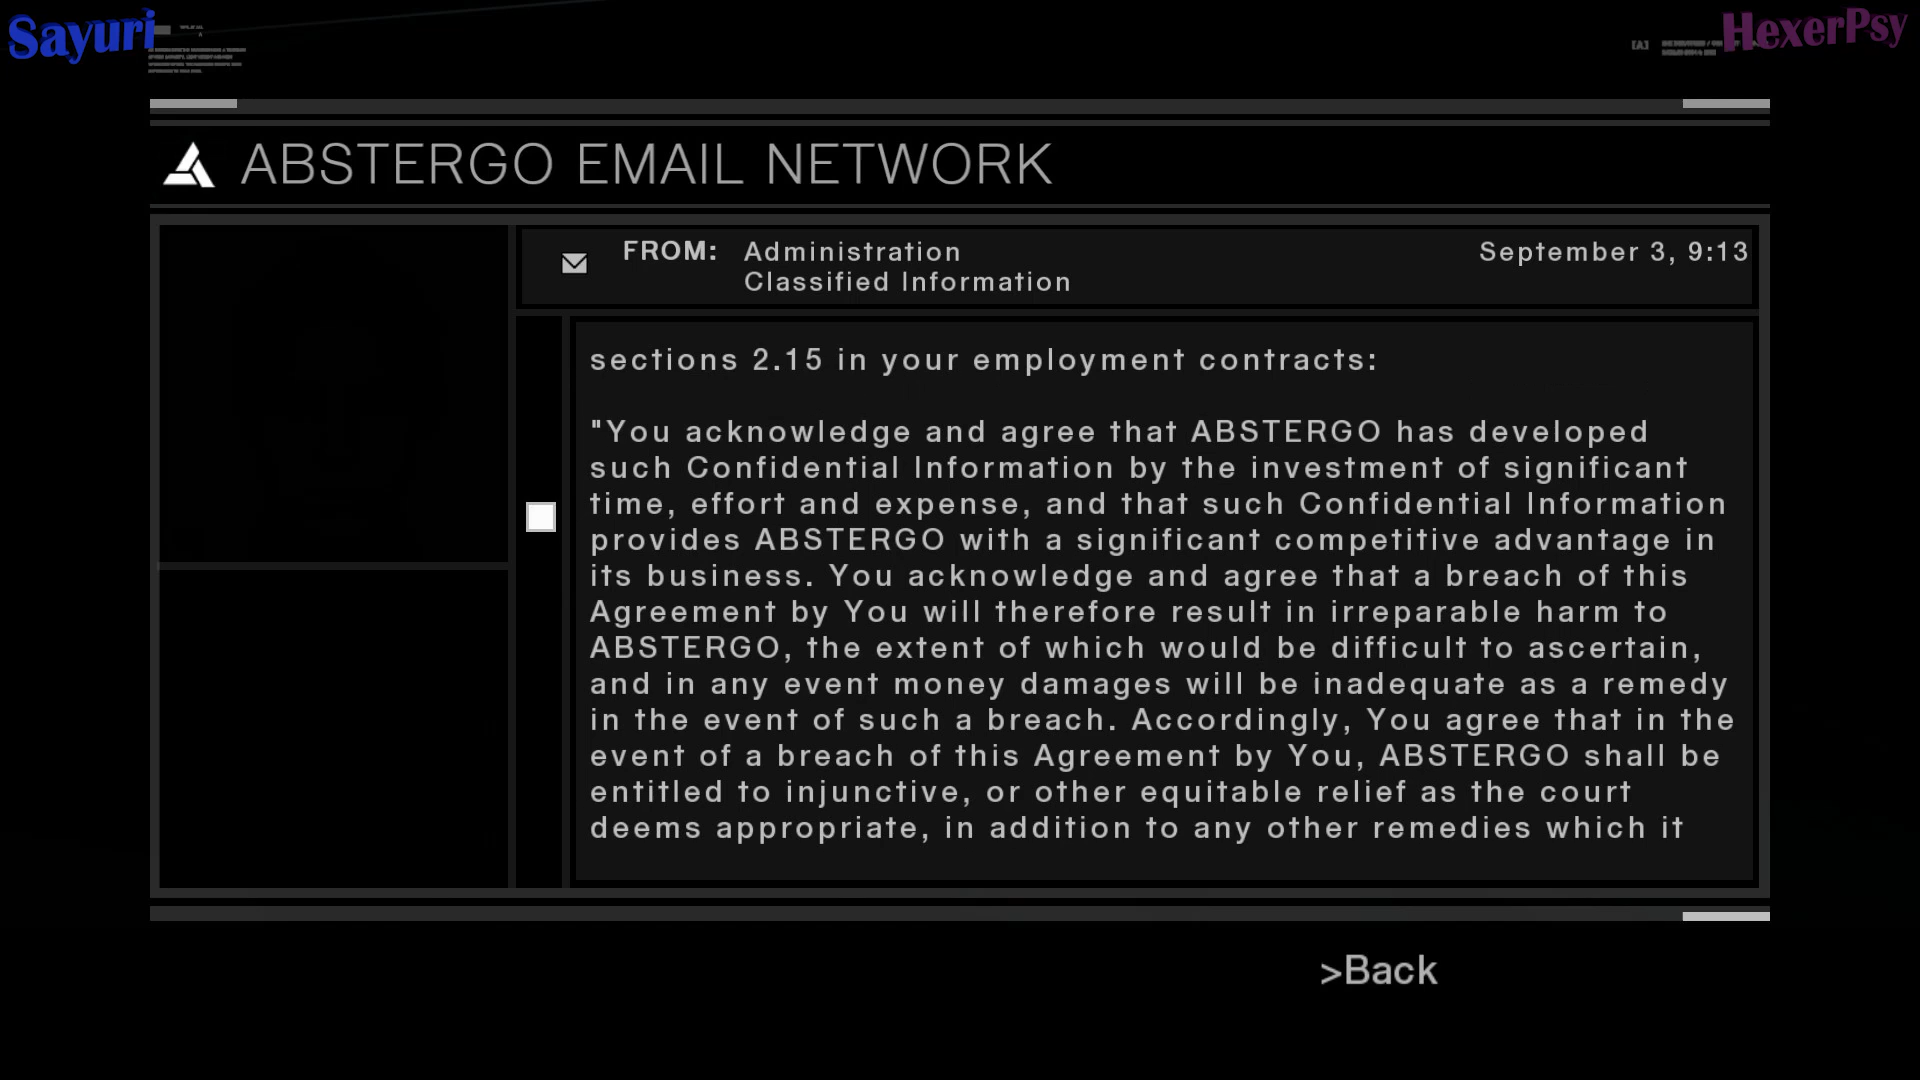 Sayuri
HexerPsy
[A]
ABSTERGO EMAIL NETWORK
FROM: Administration
September 3, 9:13
Classified Information
sections 2.15 in your employment contracts:
"You acknowledge and agree that ABSTERGO has developed
such Confidential Information by the investment of significant
time, effort and expense, and that such Confidential Information
provides ABSTERGO with a significant competitive advantage in
its business. You acknowledge and agree that a breach of this
Agreement by You will therefore result in irreparable harm to
ABSTERGO, the extent of which would be difficult to ascertain,
and in any event money damages will be inadequate as a remedy
in the event of such a breach. Accordingly, You agree that in the
event of a breach of this Agreement by You, ABSTERGO shall be
entitled to injunctive, or other equitable relief as the court
deems appropriate, in addition to any other remedies which it
>Back